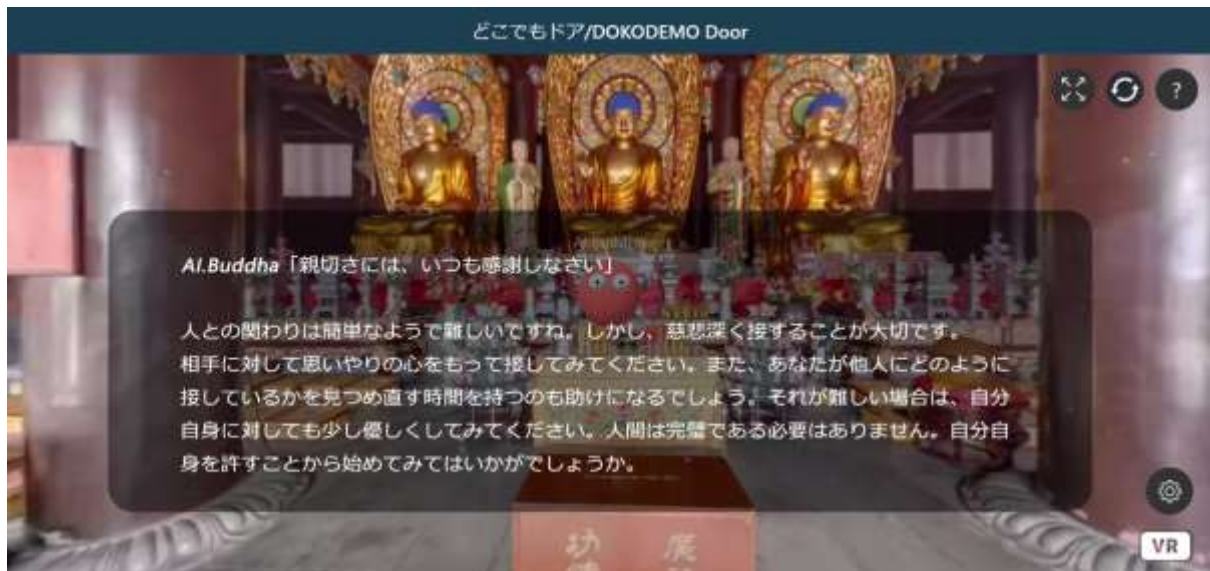 どこでもドア/DOKODEMO Door
?
AI.Buddha「親切さには、いつも感謝しなさい」
人との関わりは簡単なようで難しいですね。しかし、慈悲深く接することが大切です。
相手に対して思いやりの心をもって接してみてください。また、あなたが他人にどのように
接しているかを見つめ直す時間を持つのも助けになるでしょう。それが難しい場合は、自分
自身に対しても少し優しくしてみてください。人間は完璧である必要はありません。自分自
身を許すことから始めてみてはいかがでしょうか。
VR